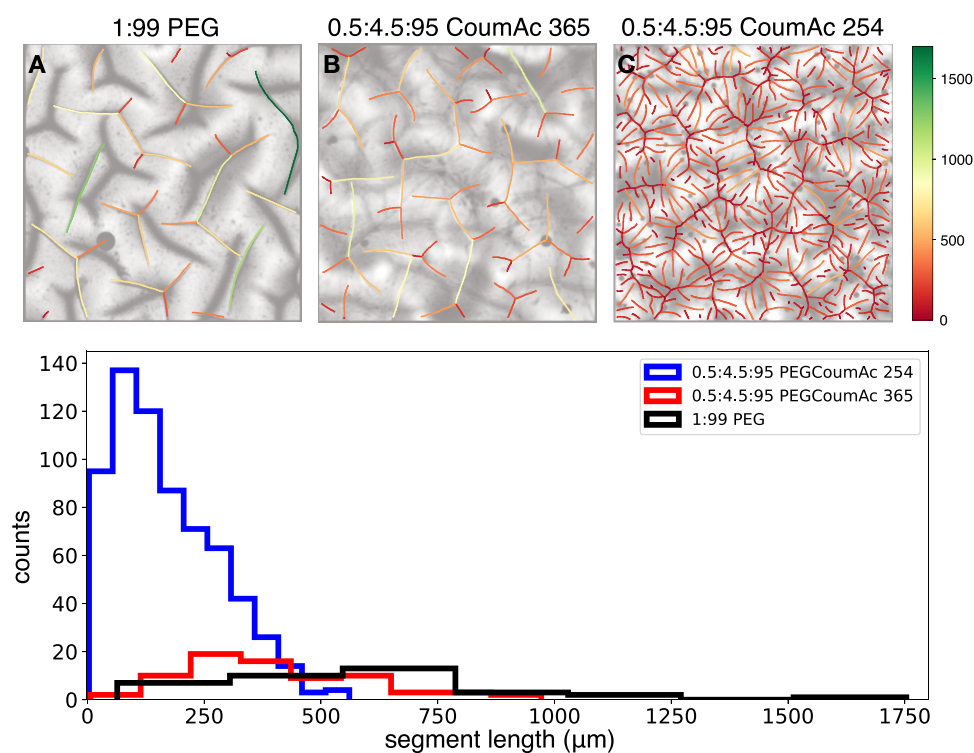 1:99 PEG
0.5:4.5:95 CoumAc 365
0.5:4.5:95 CoumAc 254
A
B
C
1500
1000
500
0
140
120
100
80
60
40
20
0
counts
0.5:4.5:95 PEGCoumAc 254
0.5:4.5:95 PEGCoumAc 365
1:99 PEG
0 250 500 750 1000 1250 1500 1750
segment length (μm)